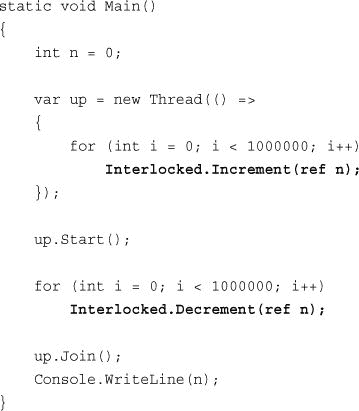 static void Main()
{
    int n = 0;

    var up = new Thread(() =>
    {
        for (int i = 0; i < 1000000; i++)
            Interlocked.Increment(ref n);
    });

    up.Start();

    for (int i = 0; i < 1000000; i++)
        Interlocked.Decrement(ref n);

    up.Join();
    Console.WriteLine(n);
}